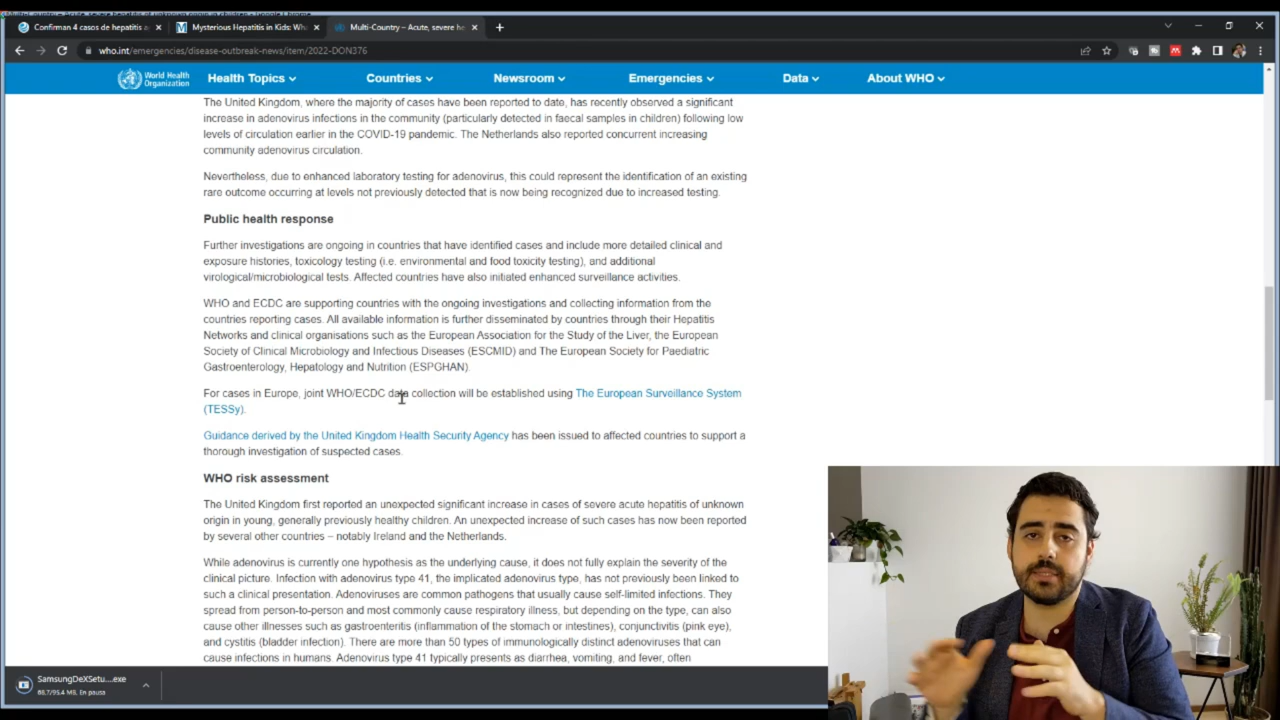 Multi-Country – Acute, severe hepatitis of unknown origin in children - Google Chrome
Confirman 4 casos de hepatitis a
Mysterious Hepatitis in Kids: Wh
Multi-Country – Acute, severe he
who.int/emergencies/disease-outbreak-news/item/2022-DON376
World Health Organization
Health Topics
Countries
Newsroom
Emergencies
Data
About WHO
The United Kingdom, where the majority of cases have been reported to date, has recently observed a significant
increase in adenovirus infections in the community (particularly detected in faecal samples in children) following low
levels of circulation earlier in the COVID-19 pandemic. The Netherlands also reported concurrent increasing
community adenovirus circulation.
Nevertheless, due to enhanced laboratory testing for adenovirus, this could represent the identification of an existing
rare outcome occurring at levels not previously detected that is now being recognized due to increased testing.
Public health response
Further investigations are ongoing in countries that have identified cases and include more detailed clinical and
exposure histories, toxicology testing (i.e. environmental and food toxicity testing), and additional
virological/microbiological tests. Affected countries have also initiated enhanced surveillance activities.
WHO and ECDC are supporting countries with the ongoing investigations and collecting information from the
countries reporting cases. All available information is further disseminated by countries through their Hepatitis
Networks and clinical organisations such as the European Association for the Study of the Liver, the European
Society of Clinical Microbiology and Infectious Diseases (ESCMID) and The European Society for Paediatric
Gastroenterology, Hepatology and Nutrition (ESPGHAN).
For cases in Europe, joint WHO/ECDC data collection will be established using The European Surveillance System
(TESSy).
Guidance derived by the United Kingdom Health Security Agency has been issued to affected countries to support a
thorough investigation of suspected cases.
WHO risk assessment
The United Kingdom first reported an unexpected significant increase in cases of severe acute hepatitis of unknown
origin in young, generally previously healthy children. An unexpected increase of such cases has now been reported
by several other countries – notably Ireland and the Netherlands.
While adenovirus is currently one hypothesis as the underlying cause, it does not fully explain the severity of the
clinical picture. Infection with adenovirus type 41, the implicated adenovirus type, has not previously been linked to
such a clinical presentation. Adenoviruses are common pathogens that usually cause self-limited infections. They
spread from person-to-person and most commonly cause respiratory illness, but depending on the type, can also
cause other illnesses such as gastroenteritis (inflammation of the stomach or intestines), conjunctivitis (pink eye),
and cystitis (bladder infection). There are more than 50 types of immunologically distinct adenoviruses that can
cause infections in humans. Adenovirus type 41 typically presents as diarrhea, vomiting, and fever, often
SamsungDeXSetu....exe
88,7/95.4 MB, En pausa